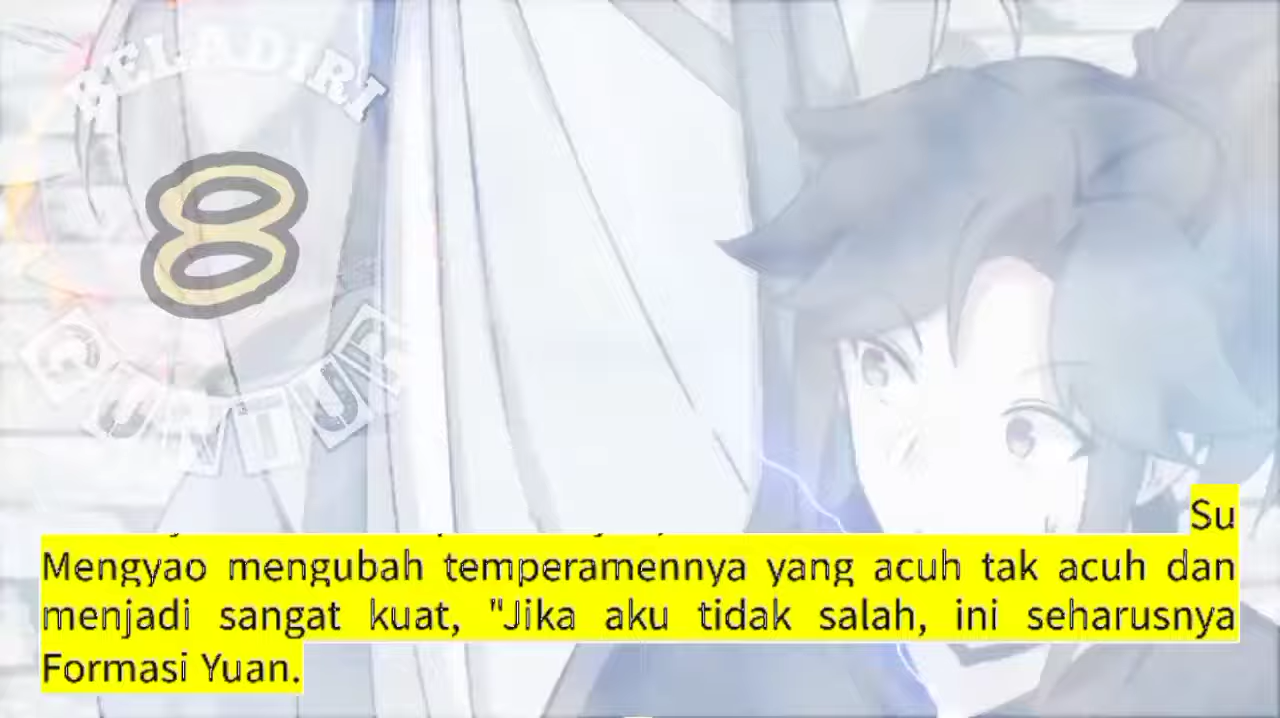 BELADIRI
8
GUNTUR
Su
Mengyao mengubah temperamennya yang acuh tak acuh dan
menjadi sangat kuat, "Jika aku tidak salah, ini seharusnya
Formasi Yuan.